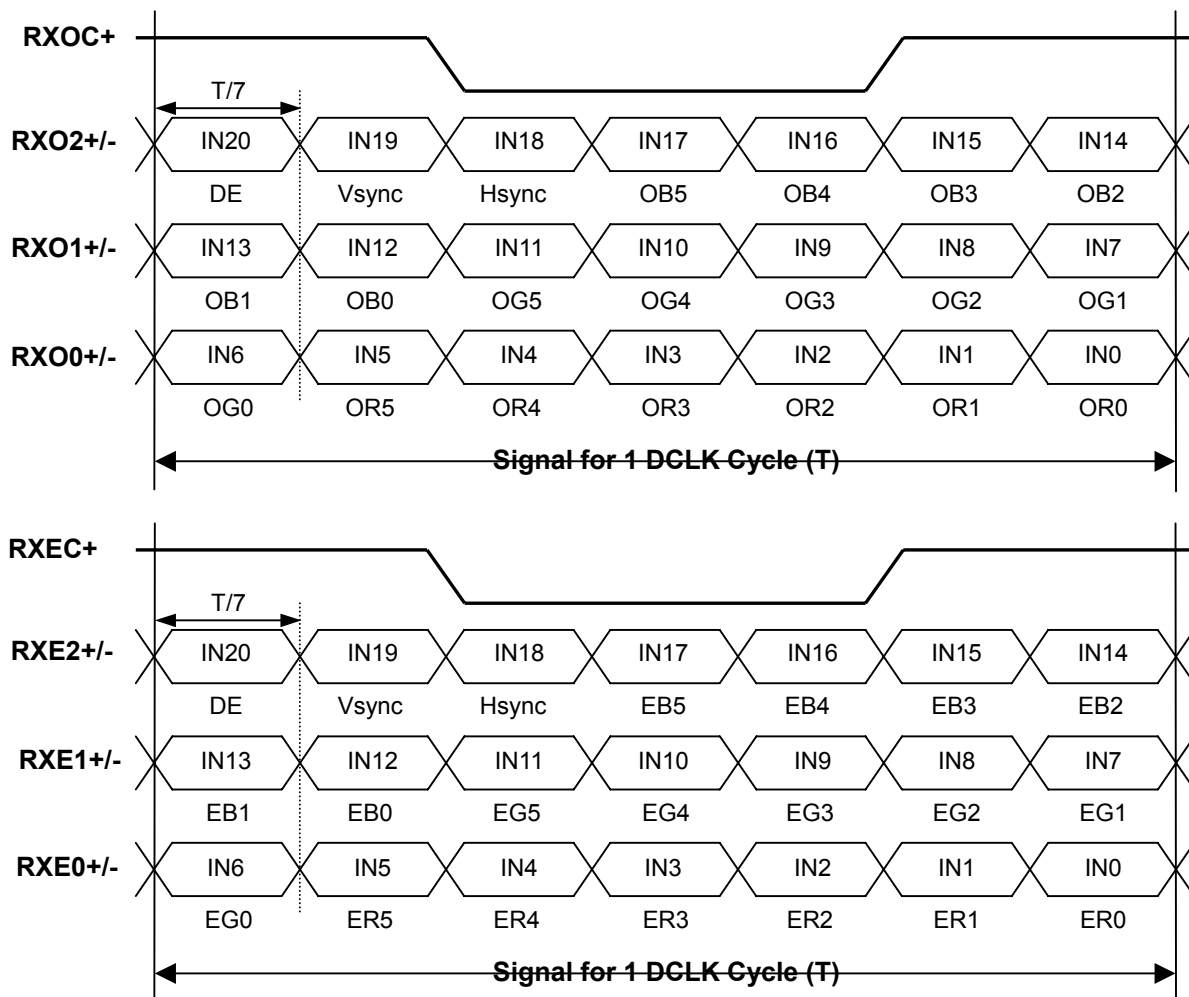 RXOC+
T/7
RXO2+/- IN20 IN19 IN18 IN17 IN16 IN15 IN14
DE Vsync Hsync OB5 OB4 OB3 OB2
RXO1+/- IN13 IN12 IN11 IN10 IN9 IN8 IN7
OB1 OB0 OG5 OG4 OG3 OG2 OG1
RXO0+/- IN6 IN5 IN4 IN3 IN2 IN1 IN0
OG0 OR5 OR4 OR3 OR2 OR1 OR0
Signal for 1 DCLK Cycle (T)
RXEC+
T/7
RXE2+/- IN20 IN19 IN18 IN17 IN16 IN15 IN14
DE Vsync Hsync EB5 EB4 EB3 EB2
RXE1+/- IN13 IN12 IN11 IN10 IN9 IN8 IN7
EB1 EB0 EG5 EG4 EG3 EG2 EG1
RXE0+/- IN6 IN5 IN4 IN3 IN2 IN1 IN0
EG0 ER5 ER4 ER3 ER2 ER1 ER0
Signal for 1 DCLK Cycle (T)